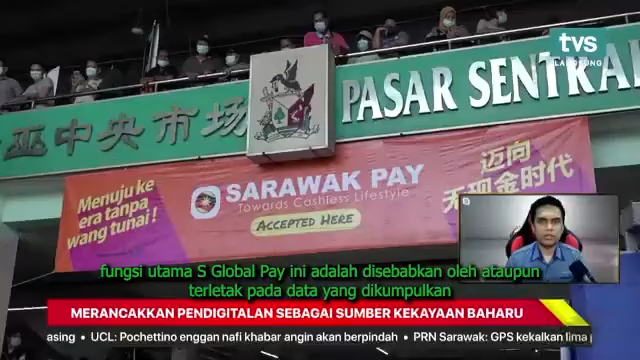 tvs
LANGSUNG
巫中央市场
PASAR SENTRA
Menuju ke
era tanpa
wang tunai!
SARAWAK PAY
Towards Cashless Lifestyle
ACCEPTED HERE
迈向
无现金时代
fungsi utama S Global Pay ini adalah disebabkan oleh ataupun
terletak pada data yang dikumpulkan
MERANCAKKAN PENDIGITALAN SEBAGAI SUMBER KEKAYAAN BAHARU
asing • UCL: Pochettino enggan nafi khabar angin akan berpindah • PRN Sarawak: GPS kekalkan lima p